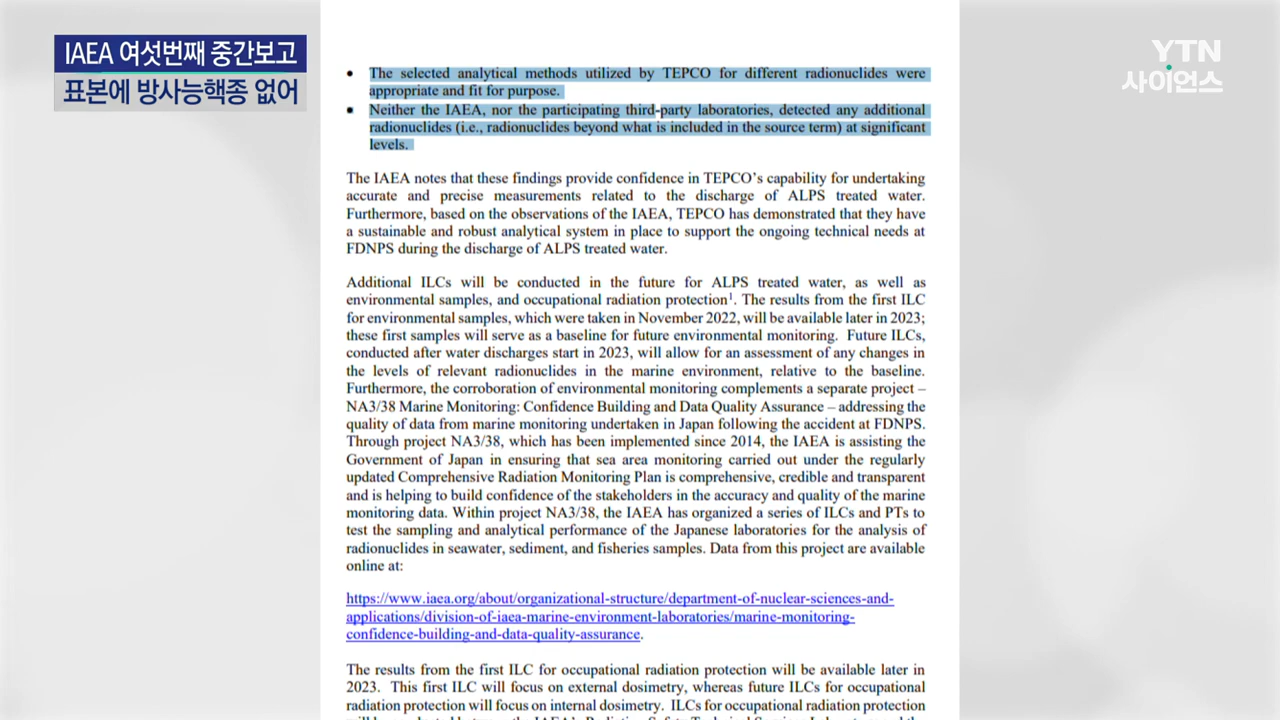 IAEA 여섯번째 중간보고
표본에 방사능핵종 없어
YTN
사이언스
• The selected analytical methods utilized by TEPCO for different radionuclides were
appropriate and fit for purpose.
• Neither the IAEA, nor the participating third-party laboratories, detected any additional
radionuclides (i.e., radionuclides beyond what is included in the source term) at significant
levels.
The IAEA notes that these findings provide confidence in TEPCO's capability for undertaking
accurate and precise measurements related to the discharge of ALPS treated water.
Furthermore, based on the observations of the IAEA, TEPCO has demonstrated that they have
a sustainable and robust analytical system in place to support the ongoing technical needs at
FDNPS during the discharge of ALPS treated water.
Additional ILCs will be conducted in the future for ALPS treated water, as well as
environmental samples, and occupational radiation protection¹. The results from the first ILC
for environmental samples, which were taken in November 2022, will be available later in 2023;
these first samples will serve as a baseline for future environmental monitoring. Future ILCs,
conducted after water discharges start in 2023, will allow for an assessment of any changes in
the levels of relevant radionuclides in the marine environment, relative to the baseline.
Furthermore, the corroboration of environmental monitoring complements a separate project –
NA3/38 Marine Monitoring: Confidence Building and Data Quality Assurance – addressing the
quality of data from marine monitoring undertaken in Japan following the accident at FDNPS.
Through project NA3/38, which has been implemented since 2014, the IAEA is assisting the
Government of Japan in ensuring that sea area monitoring carried out under the regularly
updated Comprehensive Radiation Monitoring Plan is comprehensive, credible and transparent
and is helping to build confidence of the stakeholders in the accuracy and quality of the marine
monitoring data. Within project NA3/38, the IAEA has organized a series of ILCs and PTs to
test the sampling and analytical performance of the Japanese laboratories for the analysis of
radionuclides in seawater, sediment, and fisheries samples. Data from this project are available
online at:
https://www.iaea.org/about/organizational-structure/department-of-nuclear-sciences-and-
applications/division-of-iaea-marine-environment-laboratories/marine-monitoring-
confidence-building-and-data-quality-assurance.
The results from the first ILC for occupational radiation protection will be available later in
2023. This first ILC will focus on external dosimetry, whereas future ILCs for occupational
radiation protection will focus on internal dosimetry. ILCs for occupational radiation protection